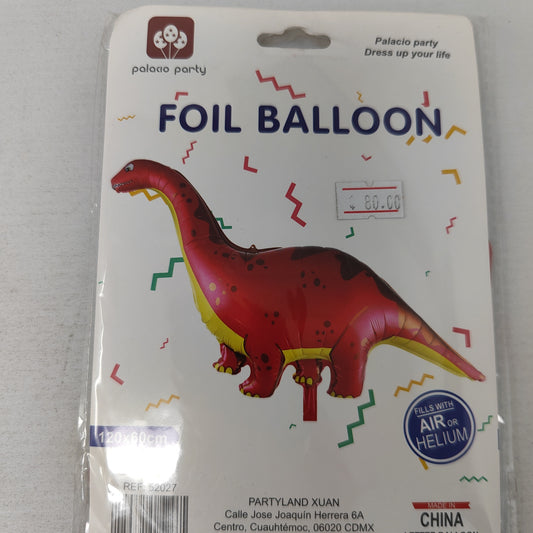 palacio party
Palacio party
Dress up your life
FOIL BALLOON
$ 80.00
FILLS WITH
AIR OR
HELIUM
120x60cm
REF: 52027
PARTYLAND XUAN
Calle Jose Joaquín Herrera 6A
Centro, Cuauhtémoc, 06020 CDMX
MADE IN
CHINA